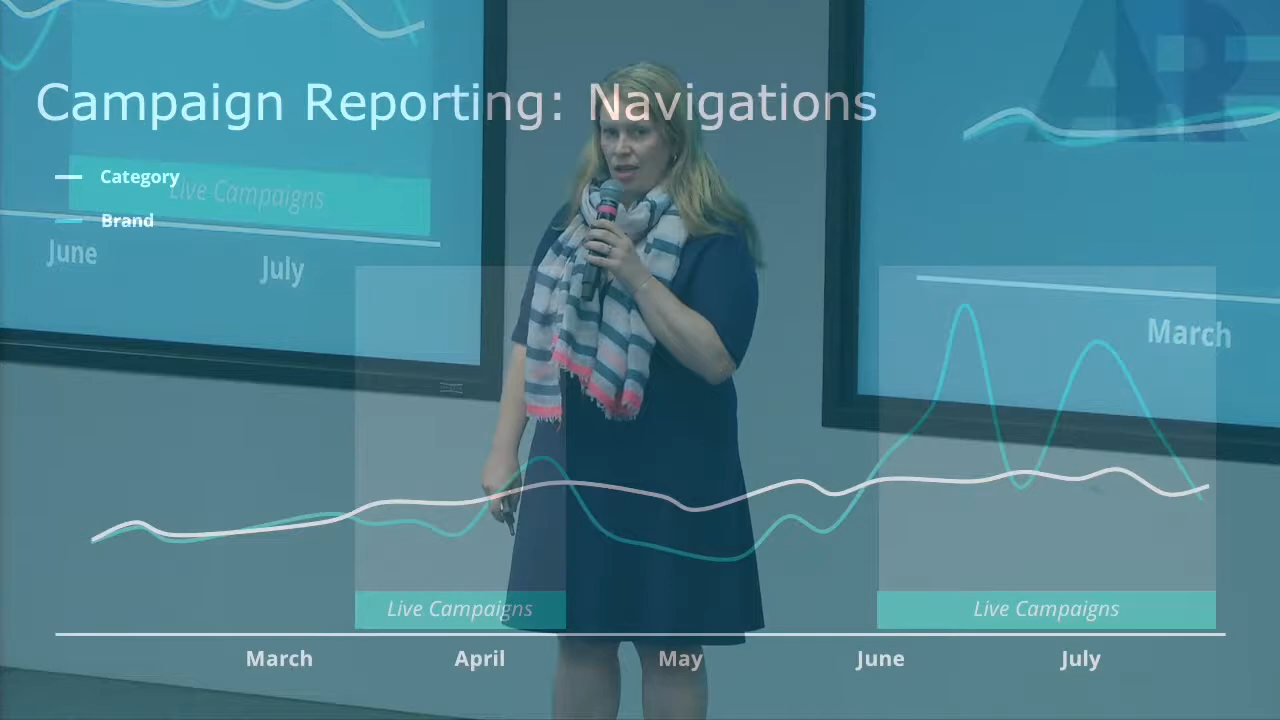 Campaign Reporting: Navigations
Category
Live Campaigns
Brand
June
July
March
Live Campaigns
Live Campaigns
March
April
May
June
July